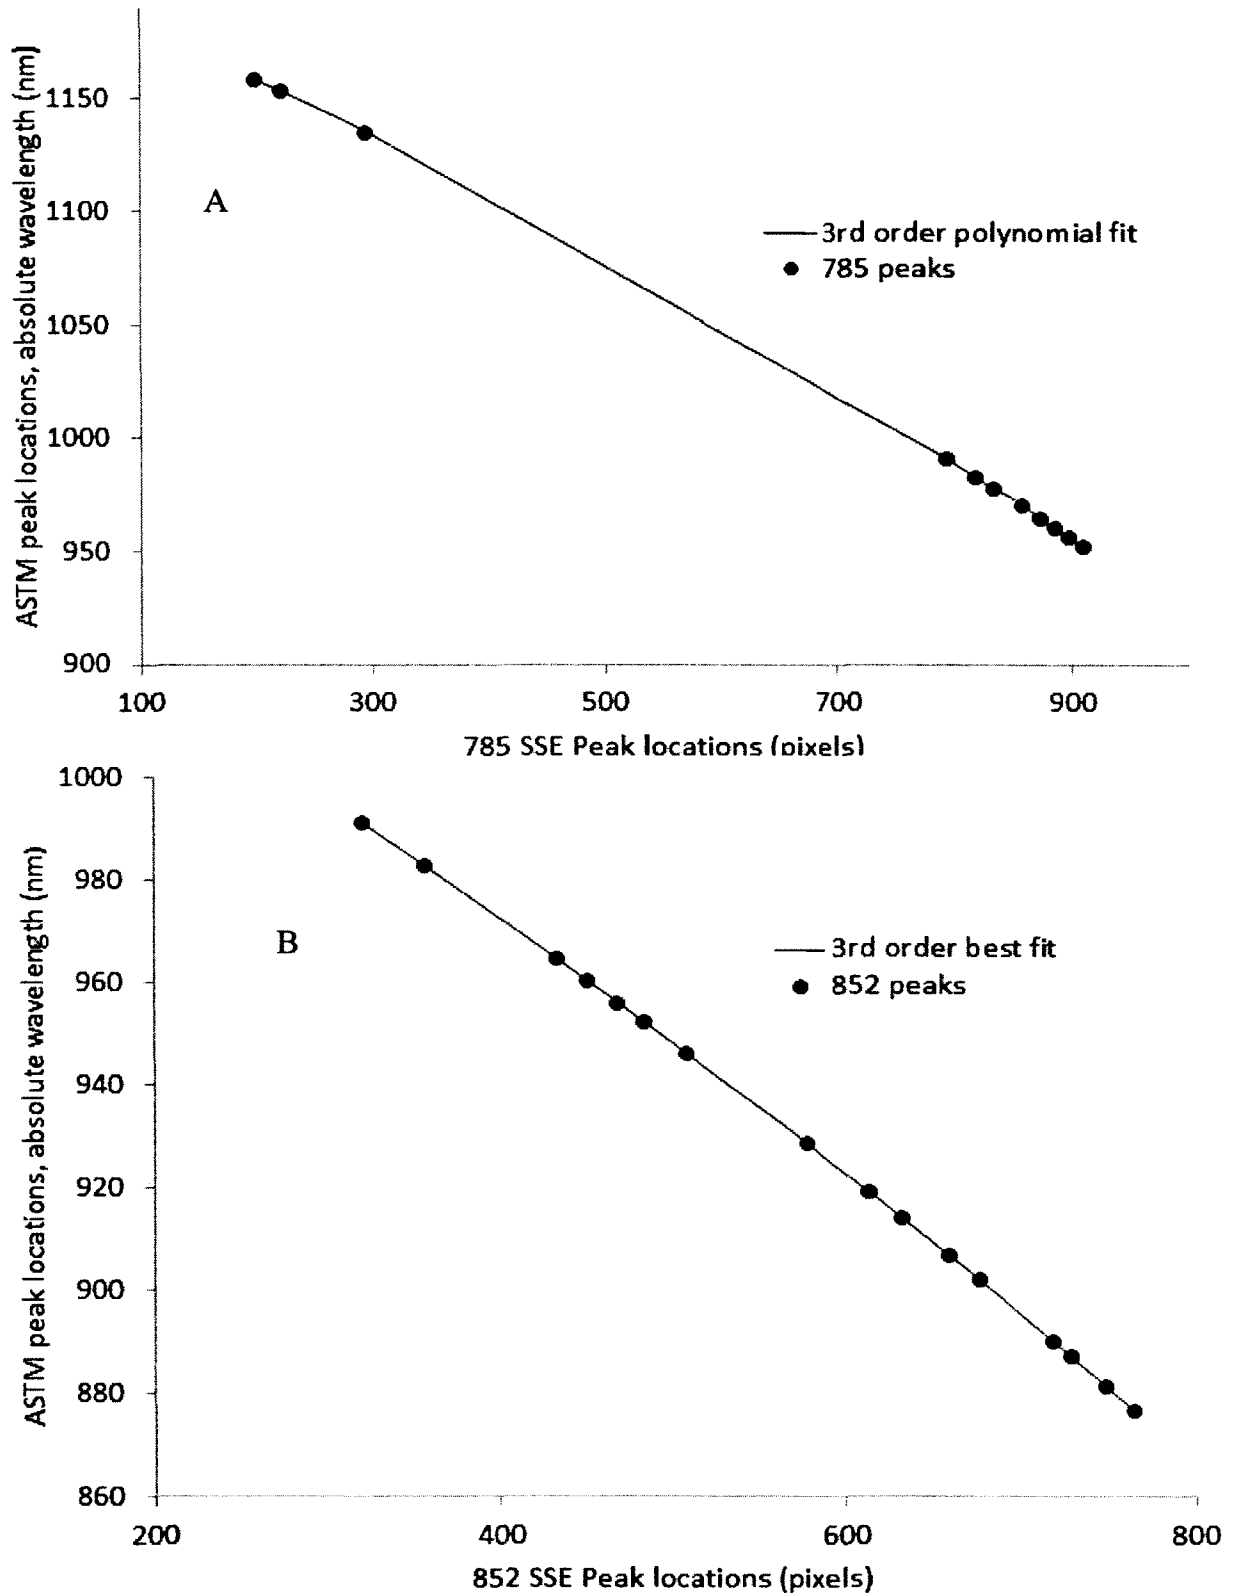 ASTM peak locations, absolute wavelength (nm)
1150
1100
1050
1000
950
900
A
3rd order polynomial fit
785 peaks
100 300 500 700 900
785 SSE Peak locations (pixels)
ASTM peak locations, absolute wavelength (nm)
1000
980
960
940
920
900
880
860
B
3rd order best fit
852 peaks
200 400 600 800
852 SSE Peak locations (pixels)